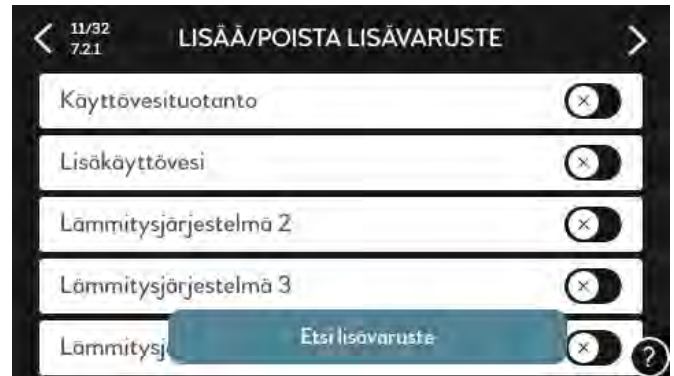 11/32
7.2.1
LISÄÄ/POISTA LISÄVARUSTE
Käyttövesituotanto
Lisäkäyttövesi
Lämmitysjärjestelmä 2
Lämmitysjärjestelmä 3
Lämmitysj
Etsi lisävaruste
?